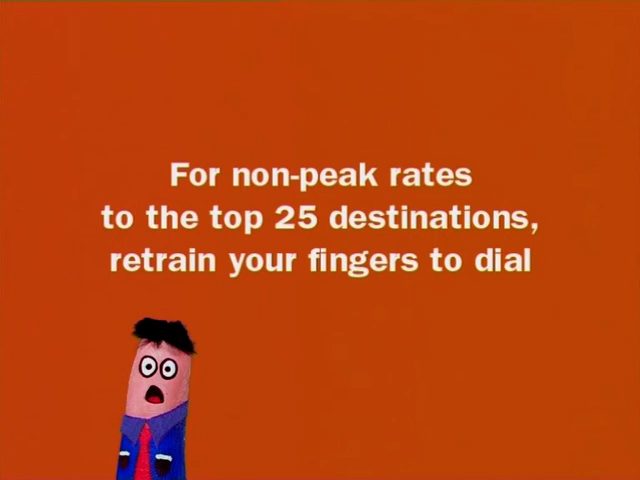 For non-peak rates
to the top 25 destinations,
retrain your fingers to dial